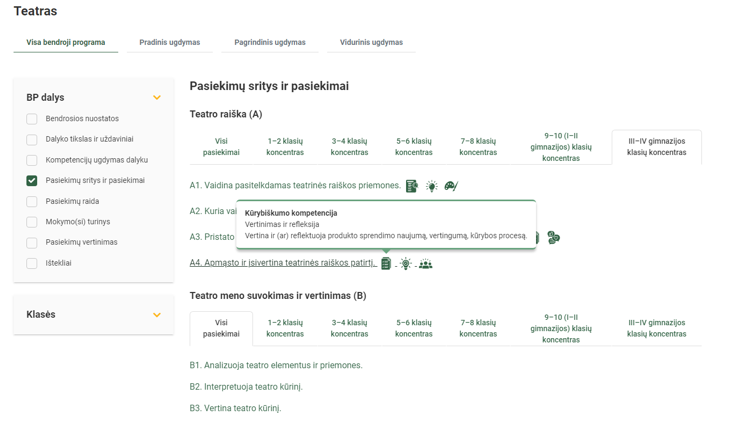 Teatras
Visa bendroji programa
Pradinis ugdymas
Pagrindinis ugdymas
Vidurinis ugdymas
BP dalys
Bendrosios nuostatos
Dalyko tikslas ir uždaviniai
Kompetencijų ugdymas dalyku
Pasiekimų sritys ir pasiekimai
Pasiekimų raida
Mokymo(si) turinys
Pasiekimų vertinimas
Ištekliai
Klasės
Pasiekimų sritys ir pasiekimai
Teatro raiška (A)
Visi pasiekimai
1–2 klasių koncentras
3–4 klasių koncentras
5–6 klasių koncentras
7–8 klasių koncentras
9–10 (I–II gimnazijos) klasių koncentras
III–IV gimnazijos klasių koncentras
A1. Vaidina pasitelkdamas teatrinės raiškos priemones.
A2. Kuria vai
Kūrybiškumo kompetencija
Vertinimas ir refleksija
Vertina ir (ar) reflektuoja produkto sprendimo naujumą, vertingumą, kūrybos procesą.
A3. Pristato
A4. Apmąsto ir įsivertina teatrinės raiškos patirtį.
Teatro meno suvokimas ir vertinimas (B)
Visi pasiekimai
1–2 klasių koncentras
3–4 klasių koncentras
5–6 klasių koncentras
7–8 klasių koncentras
9–10 (I–II gimnazijos) klasių koncentras
III–IV gimnazijos klasių koncentras
B1. Analizuoja teatro elementus ir priemones.
B2. Interpretuoja teatro kūrinį.
B3. Vertina teatro kūrinį.